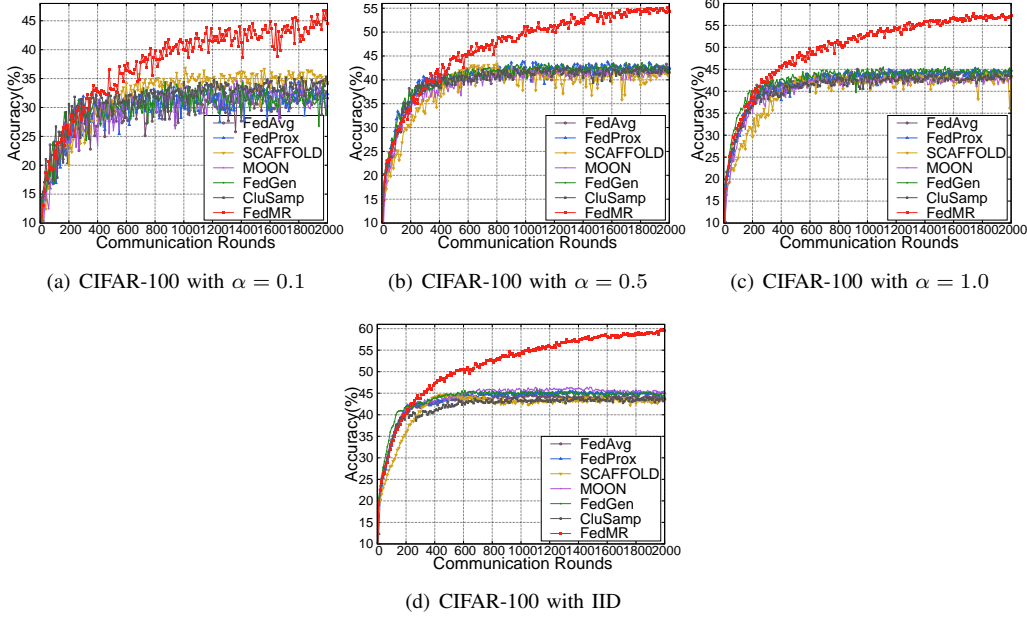 45
40
35
30
25
20
15
10
Accuracy(%)
0 200 400 600 800 1000 1200 1400 1600 1800 2000
Communication Rounds
FedAvg
FedProx
SCAFFOLD
MOON
FedGen
CluSamp
FedMR
(a) CIFAR-100 with α = 0.1
55
50
45
40
35
30
25
20
15
10
Accuracy(%)
0 200 400 600 800 1000 1200 1400 1600 1800 2000
Communication Rounds
FedAvg
FedProx
SCAFFOLD
MOON
FedGen
CluSamp
FedMR
(b) CIFAR-100 with α = 0.5
60
55
50
45
40
35
30
25
20
15
10
Accuracy(%)
0 200 400 600 800 1000 1200 1400 1600 1800 2000
Communication Rounds
FedAvg
FedProx
SCAFFOLD
MOON
FedGen
CluSamp
FedMR
(c) CIFAR-100 with α = 1.0
60
55
50
45
40
35
30
25
20
15
10
Accuracy(%)
0 200 400 600 800 1000 1200 1400 1600 1800 2000
Communication Rounds
FedAvg
FedProx
SCAFFOLD
MOON
FedGen
CluSamp
FedMR
(d) CIFAR-100 with IID